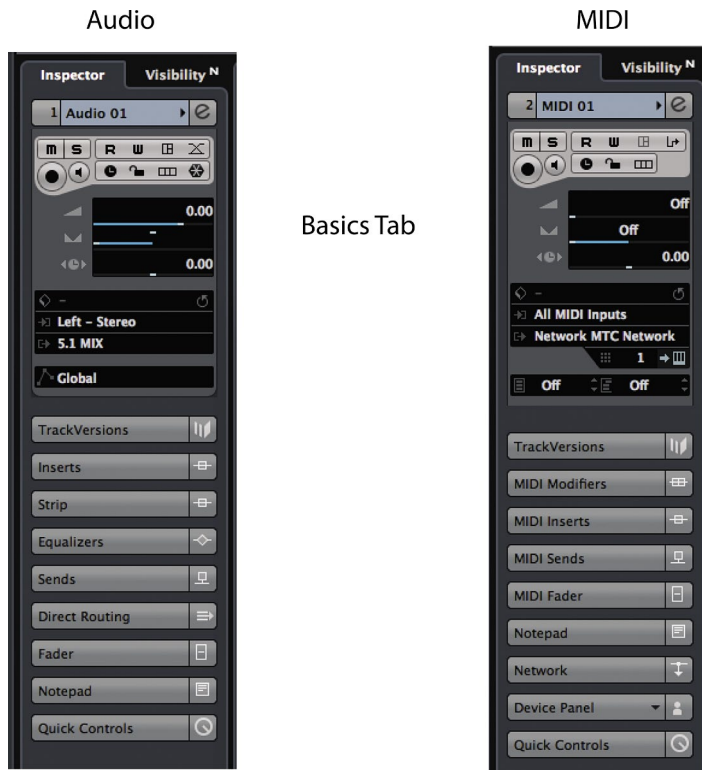 Audio
Inspector
Visibility N
1 Audio 01 e
m S R W
0.00
0.00
-
Left – Stereo
5.1 MIX
Global
TrackVersions
Inserts
Strip
Equalizers
Sends
Direct Routing
Fader
Notepad
Quick Controls
Basics Tab
MIDI
Inspector
Visibility N
2 MIDI 01 e
m S R W
Off
Off
0.00
-
All MIDI Inputs
Network MTC Network
1
Off Off
TrackVersions
MIDI Modifiers
MIDI Inserts
MIDI Sends
MIDI Fader
Notepad
Network
Device Panel
Quick Controls